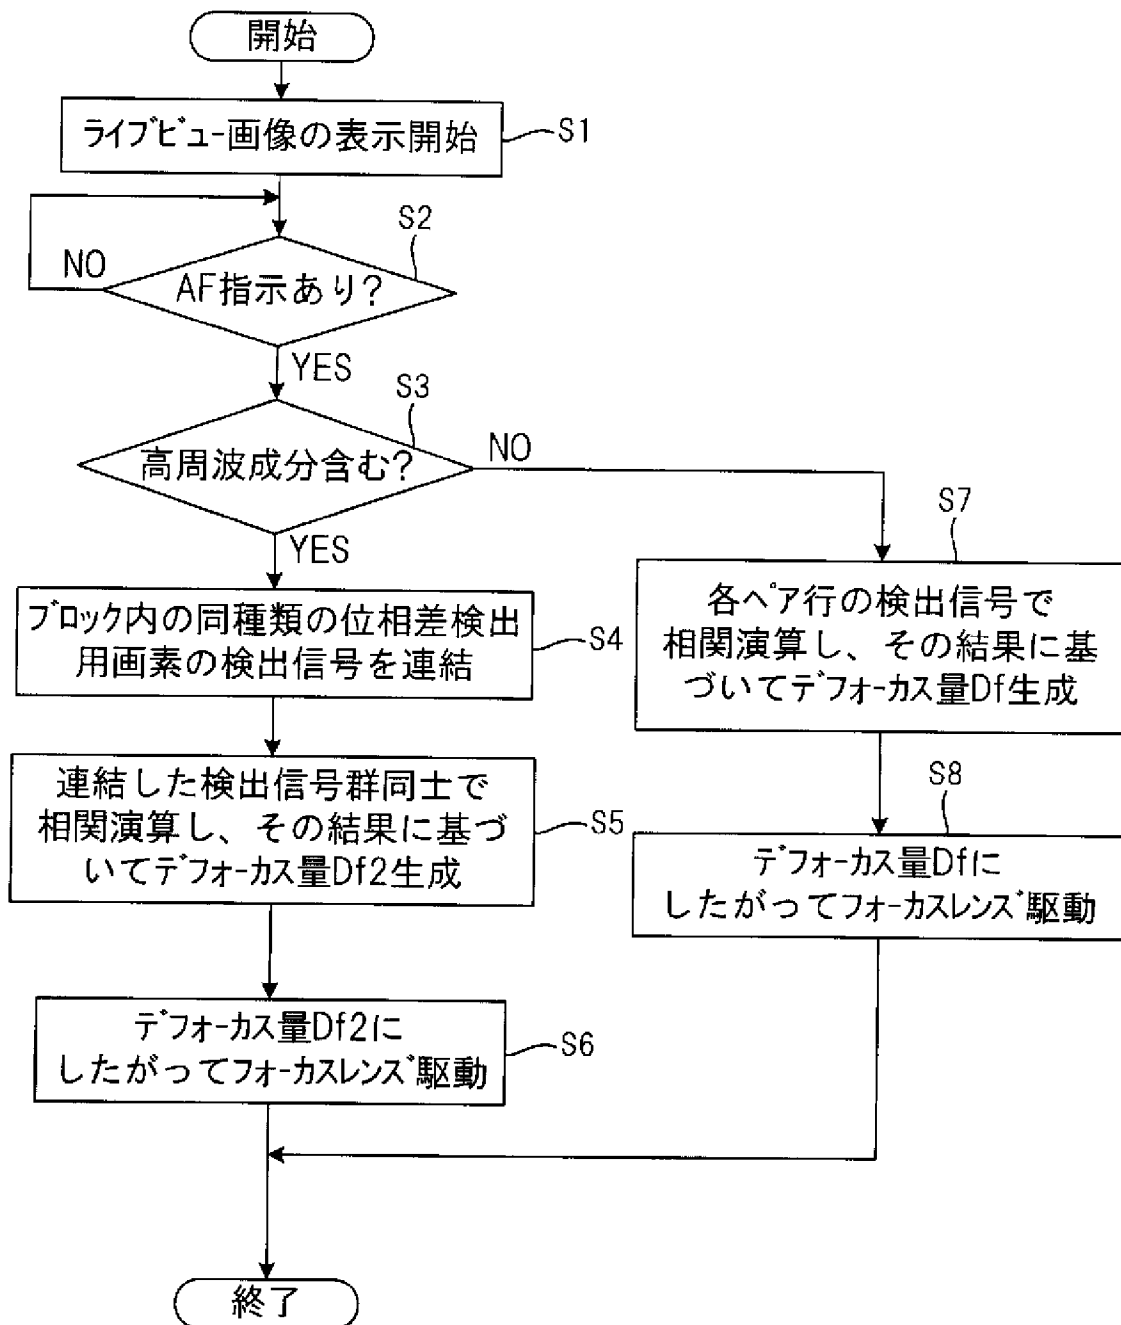 開始
ライブビュー画像の表示開始
S1
S2
NO
AF指示あり?
YES
S3
高周波成分含む?
NO
YES
S7
ブロック内の同種類の位相差検出
用画素の検出信号を連結
S4
各ペア行の検出信号で
相関演算し、その結果に基
づいてデフォーカス量Df生成
連結した検出信号群同士で
相関演算し、その結果に基づ
いてデフォーカス量Df2生成
S5
S8
デフォーカス量Dfに
したがってフォーカスレンズ駆動
デフォーカス量Df2に
したがってフォーカスレンズ駆動
S6
終了